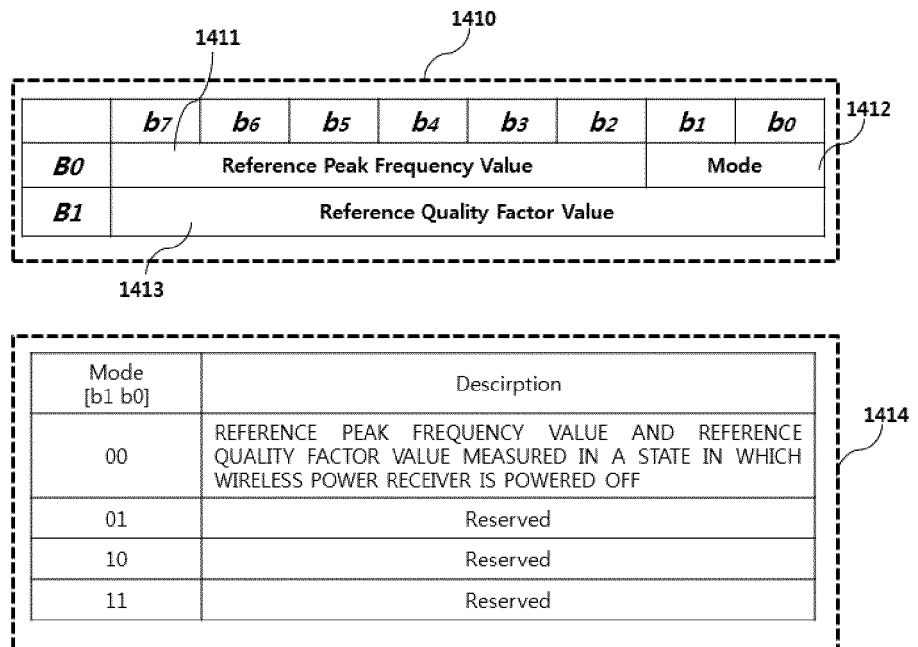 1410
1411
b7 b6 b5 b4 b3 b2 b1 b0
1412
B0 Reference Peak Frequency Value Mode
B1 Reference Quality Factor Value
1413
Mode
[b1 b0] Descirption
1414
00 REFERENCE PEAK FREQUENCY VALUE AND REFERENCE
QUALITY FACTOR VALUE MEASURED IN A STATE IN WHICH
WIRELESS POWER RECEIVER IS POWERED OFF
01 Reserved
10 Reserved
11 Reserved